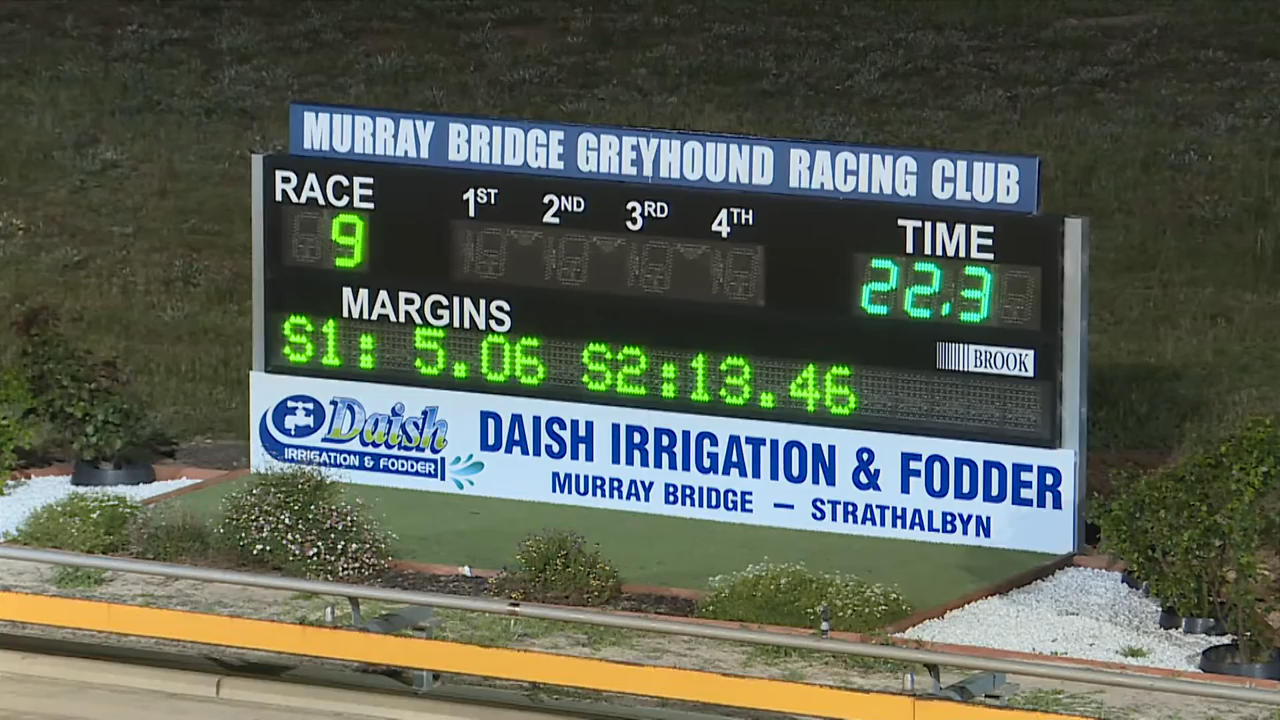 MURRAY BRIDGE GREYHOUND RACING CLUB
RACE 1ST 2ND 3RD 4TH TIME
9 22.3
MARGINS
S1: 5.06 S2:13.46
BROOK
Daish
IRRIGATION & FODDER
DAISH IRRIGATION & FODDER
MURRAY BRIDGE — STRATHALBYN